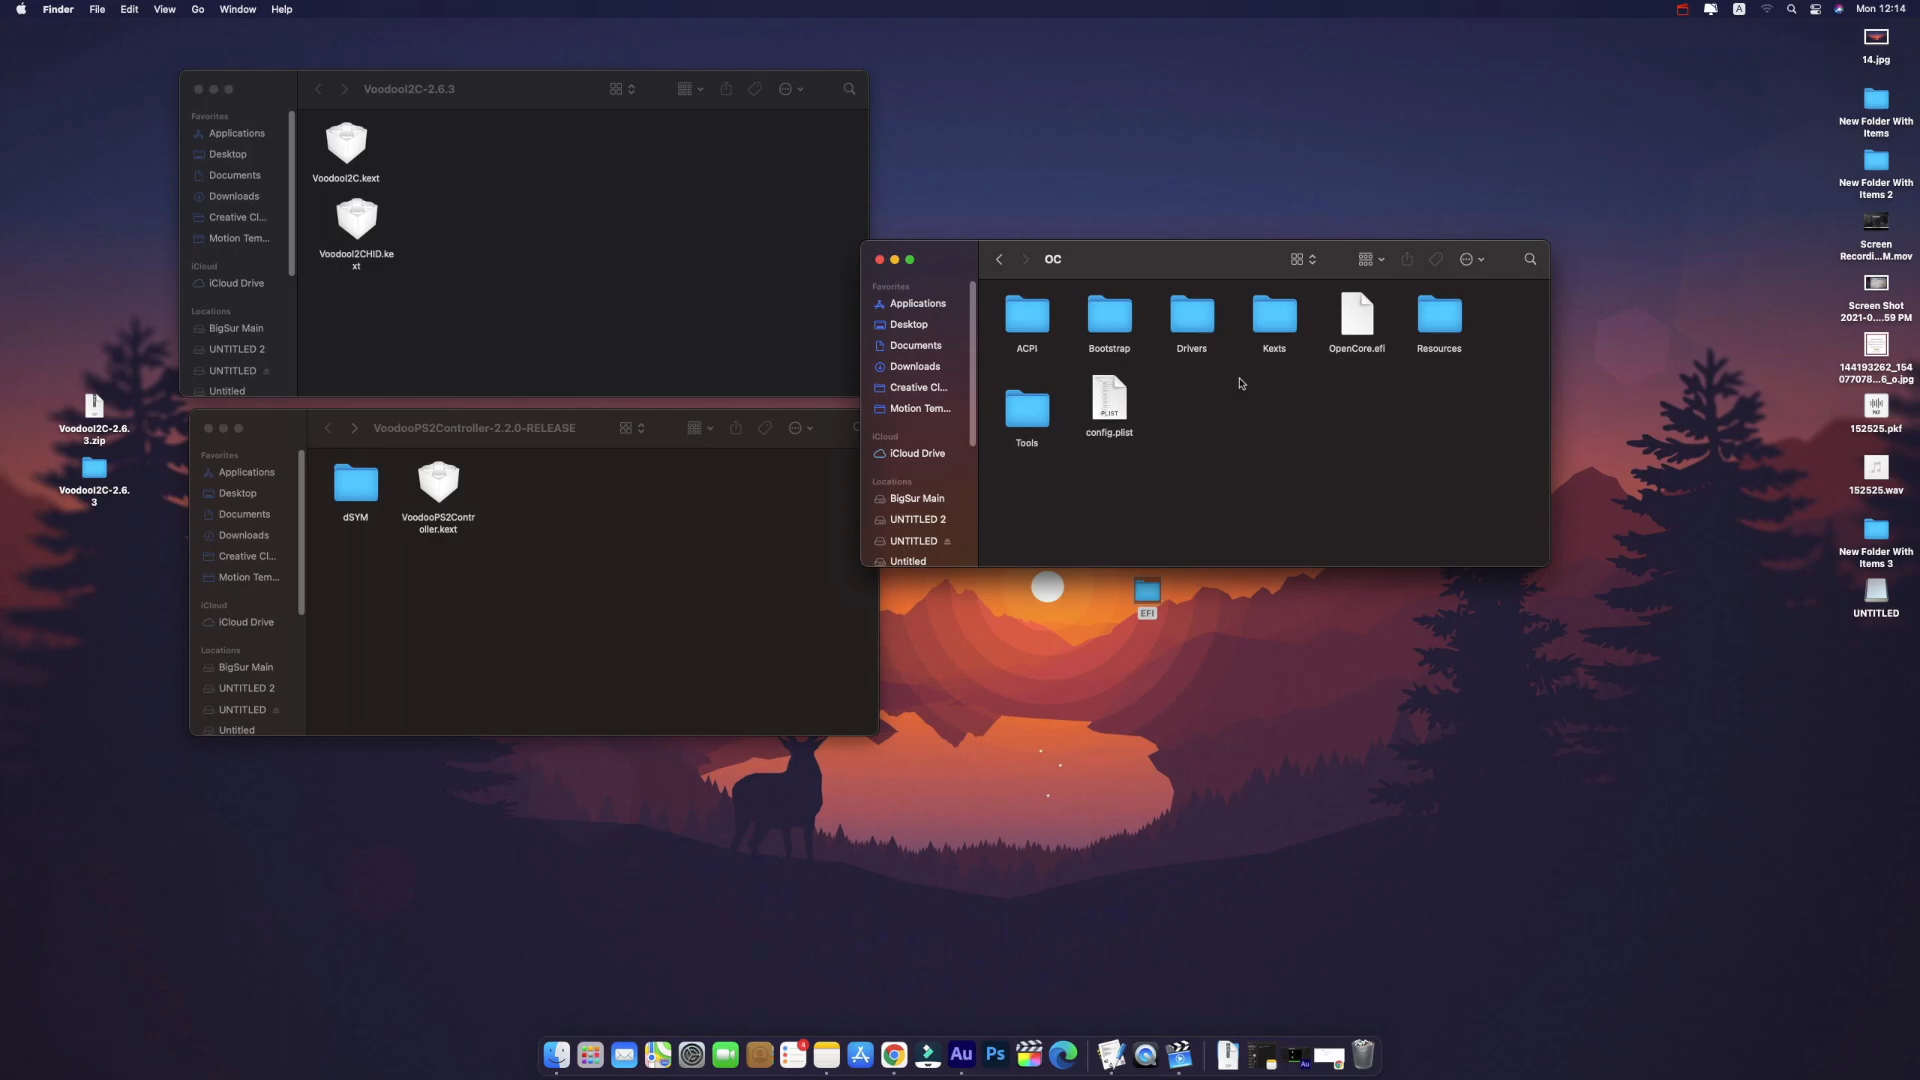 Finder File Edit View Go Window Help
A
Mon 12:14
VoodooI2C-2.6.3
Favorites
Applications
Desktop
Documents
Downloads
Creative Cl...
Motion Tem...
iCloud
iCloud Drive
Locations
BigSur Main
UNTITLED 2
UNTITLED
Untitled
VoodooI2C.kext
VoodooI2CHID.ke
xt
VoodooPS2Controller-2.2.0-RELEASE
Favorites
Applications
Desktop
Documents
Downloads
Creative Cl...
Motion Tem...
iCloud
iCloud Drive
Locations
BigSur Main
UNTITLED 2
UNTITLED
Untitled
dSYM
VoodooPS2Contr
oller.kext
OC
Favorites
Applications
Desktop
Documents
Downloads
Creative Cl...
Motion Tem...
iCloud
iCloud Drive
Locations
BigSur Main
UNTITLED 2
UNTITLED
Untitled
ACPI
Bootstrap
Drivers
Kexts
OpenCore.efi
Resources
Tools
PLIST
config.plist
VoodooI2C-2.6.
3.zip
VoodooI2C-2.6.
3
EFI
14.jpg
New Folder With
Items
New Folder With
Items 2
Screen
Recordi...M.mov
Screen Shot
2021-0....59 PM
144193262_154
077078...6_o.jpg
152525.pkf
152525.wav
New Folder With
Items 3
UNTITLED
4
Au
Ps
Au